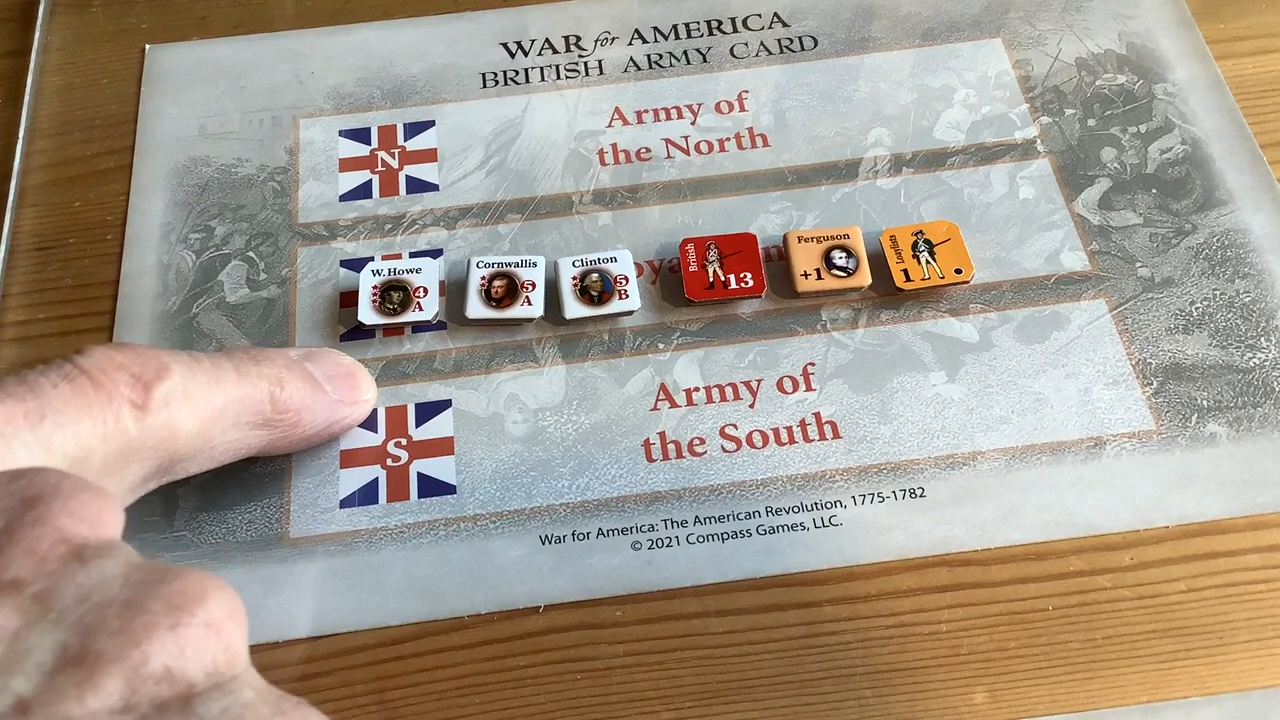 WAR for AMERICA
BRITISH ARMY CARD
Army of
the North
N
W. Howe
4
A
Cornwallis
5
A
Clinton
5
B
British
13
Ferguson
+1
Loyalists
1
Army of
the South
S
War for America: The American Revolution, 1775-1782
© 2021 Compass Games, LLC.